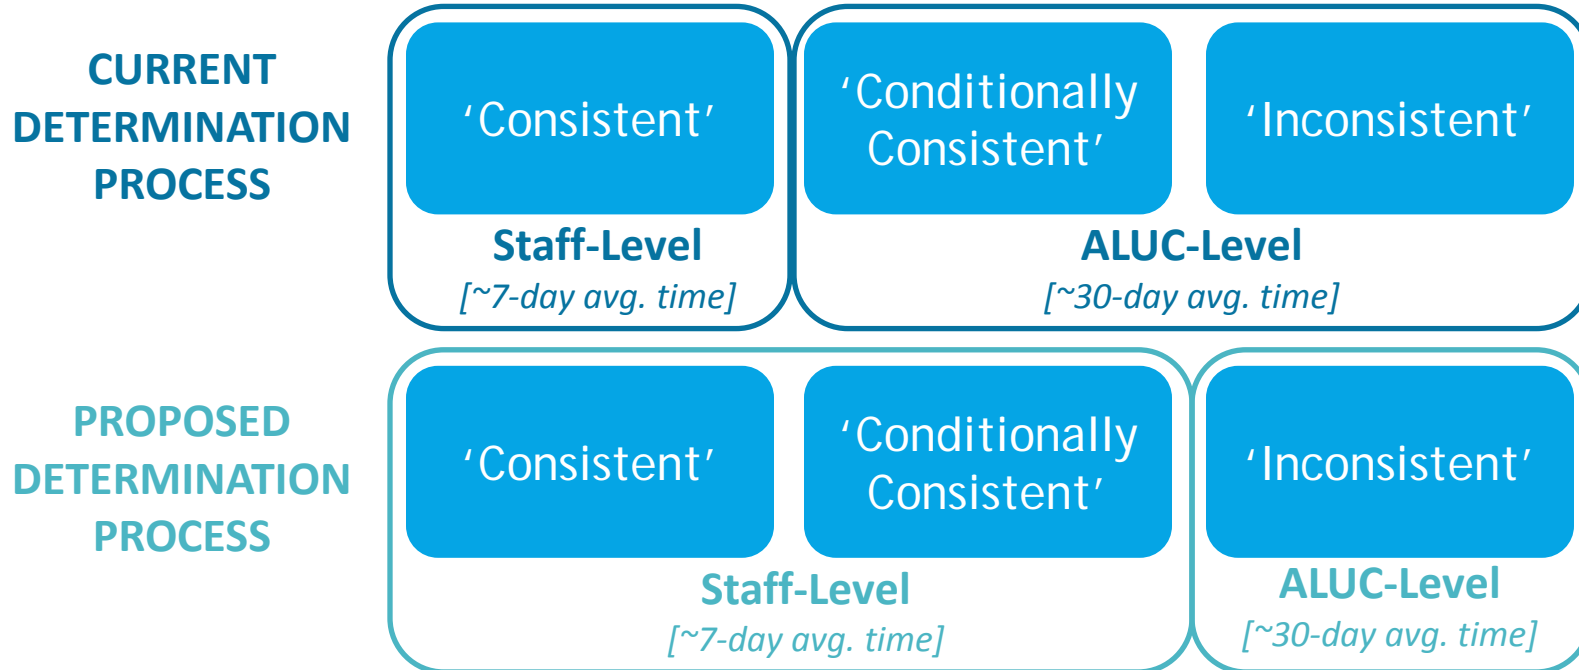 CURRENT
DETERMINATION
PROCESS
‘Consistent’
‘Conditionally
Consistent’
‘Inconsistent’
Staff-Level
[~7-day avg. time]
ALUC-Level
[~30-day avg. time]
PROPOSED
DETERMINATION
PROCESS
‘Consistent’
‘Conditionally
Consistent’
‘Inconsistent’
Staff-Level
[~7-day avg. time]
ALUC-Level
[~30-day avg. time]